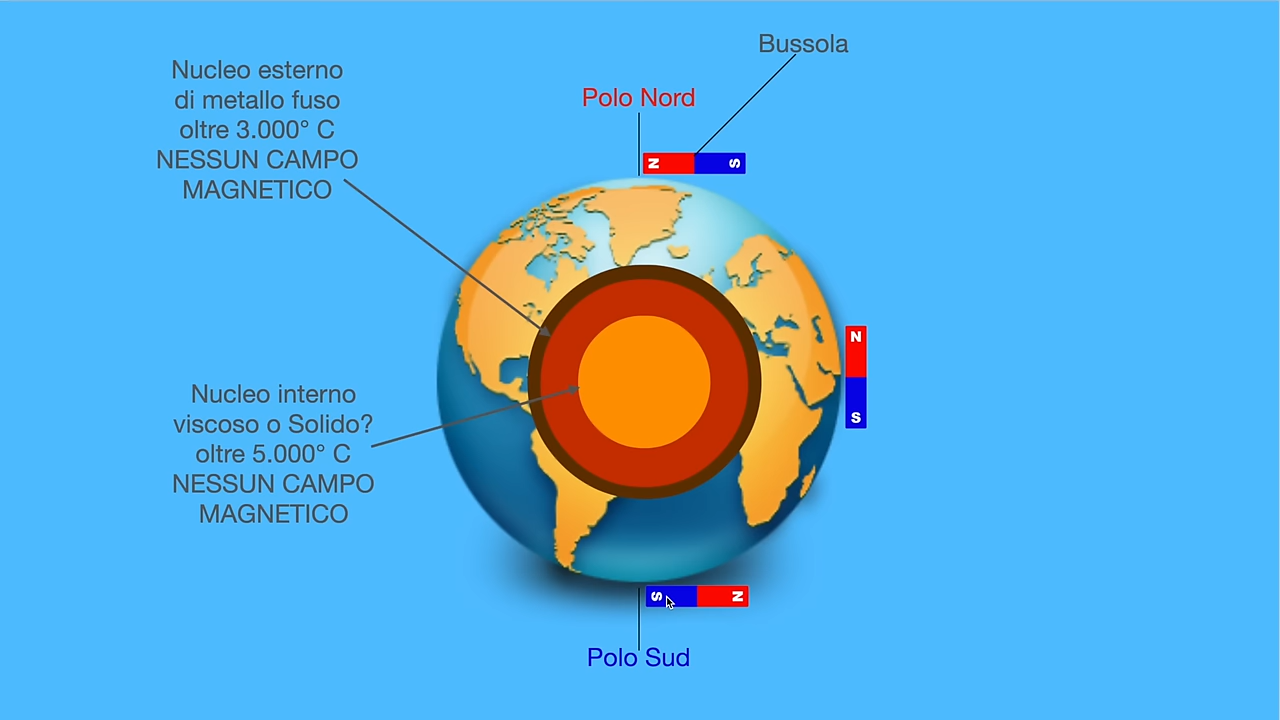 Bussola
Polo Nord
N S
Nucleo esterno
di metallo fuso
oltre 3.000° C
NESSUN CAMPO
MAGNETICO
N
S
Nucleo interno
viscoso o Solido?
oltre 5.000° C
NESSUN CAMPO
MAGNETICO
S N
Polo Sud